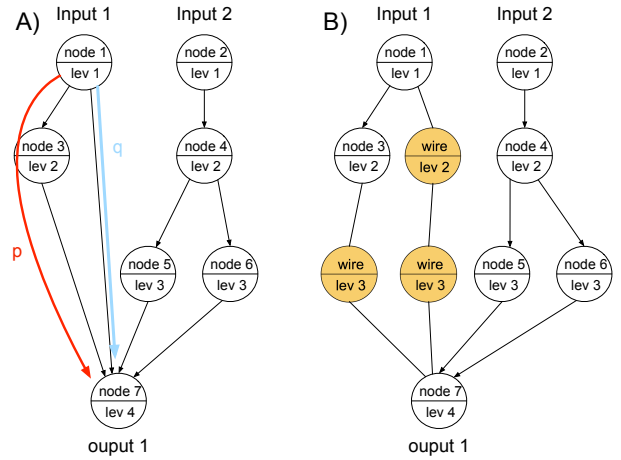 A)
Input 1
Input 2
node 1
lev 1
node 2
lev 1
q
node 3
lev 2
node 4
lev 2
p
node 5
lev 3
node 6
lev 3
node 7
lev 4
ouput 1
B)
Input 1
Input 2
node 1
lev 1
node 2
lev 1
node 3
lev 2
wire
lev 2
node 4
lev 2
wire
lev 3
wire
lev 3
node 5
lev 3
node 6
lev 3
node 7
lev 4
ouput 1